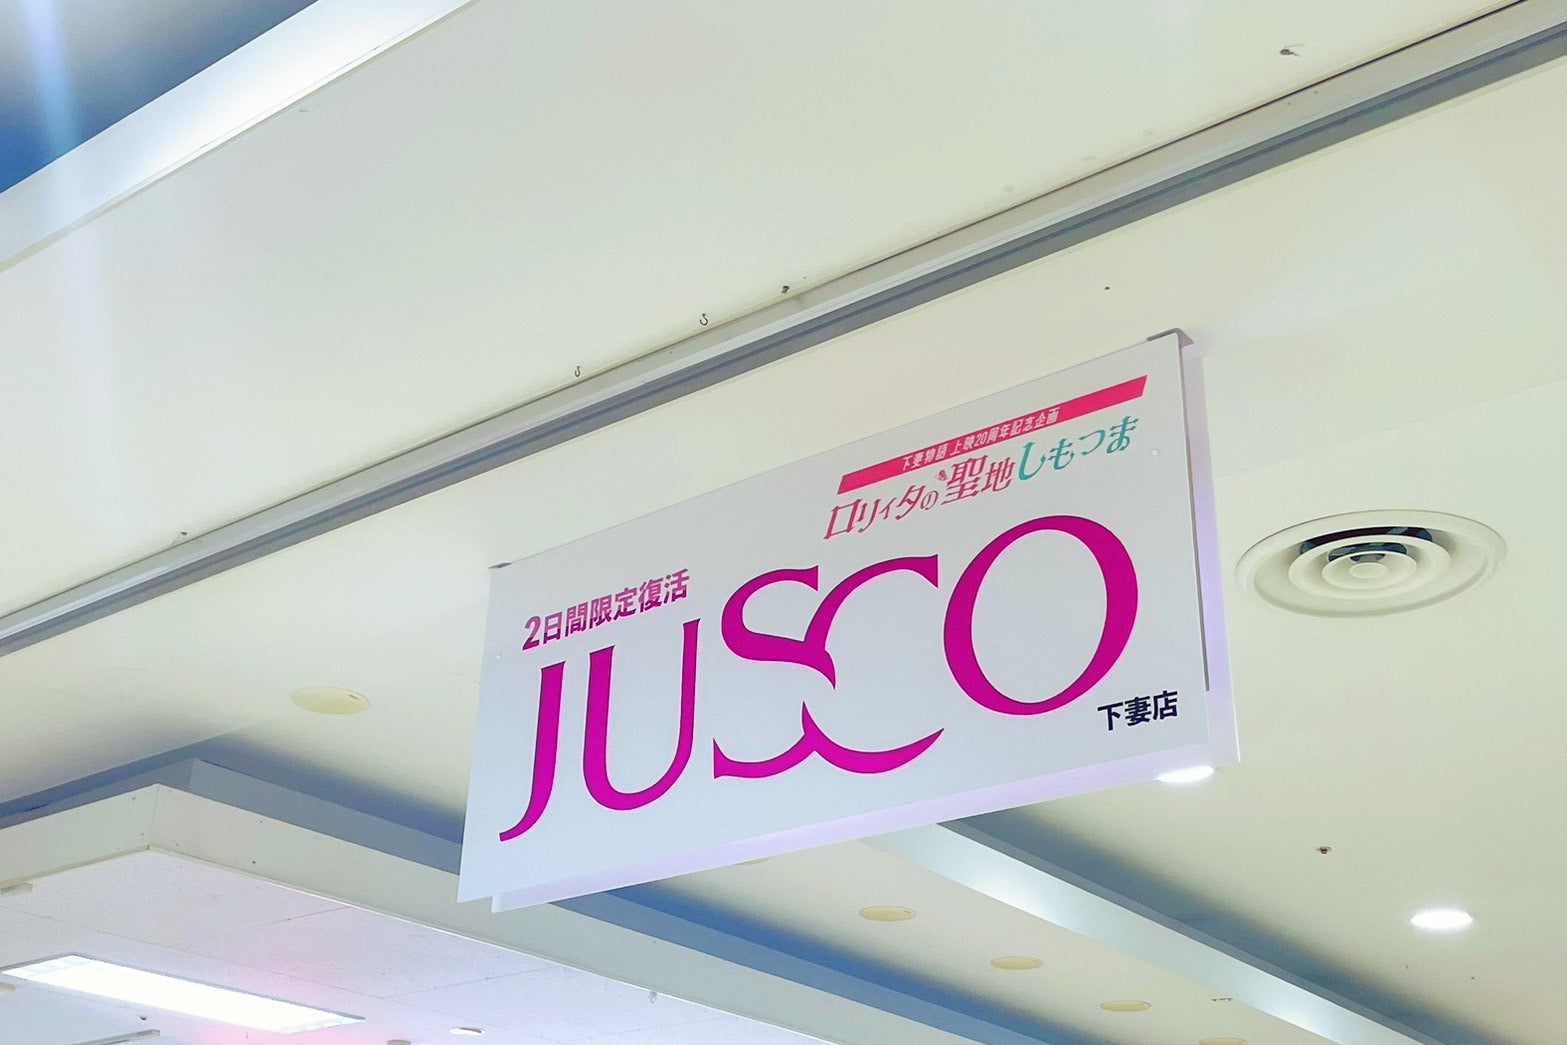 下妻物語 上映20周年記念企画
ロリィタの聖地しもつま
2日間限定復活
JUSCO
下妻店